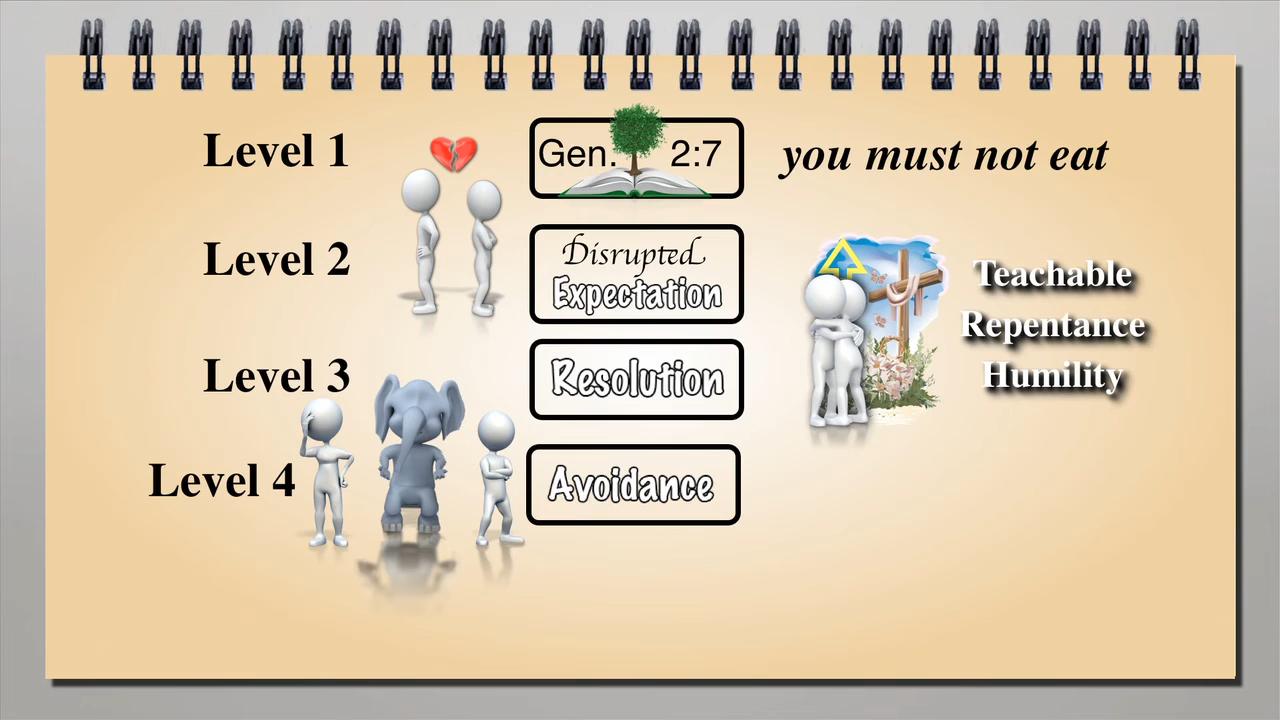 Level 1
Gen. 2:7
you must not eat
Level 2
Disrupted
Expectation
Teachable
Repentance
Humility
Level 3
Resolution
Level 4
Avoidance